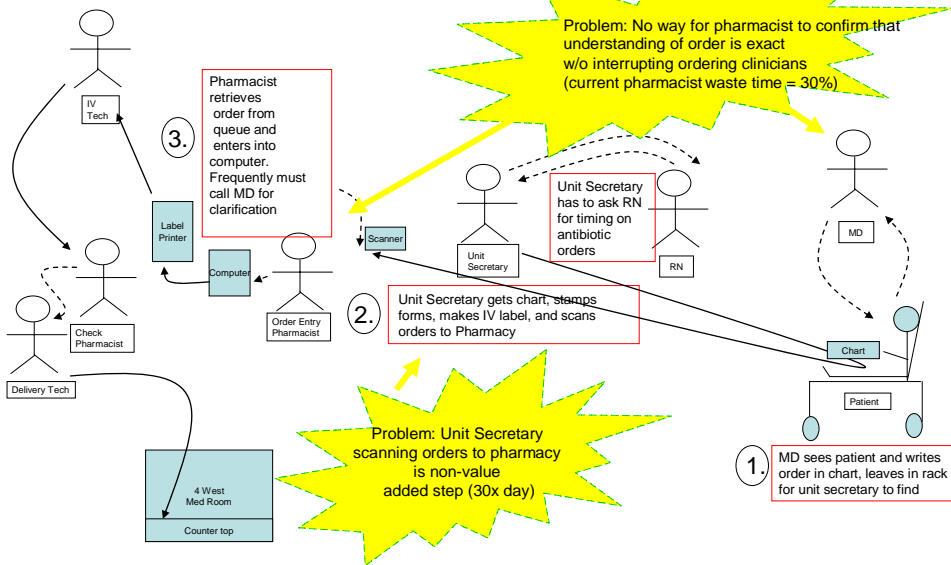 Problem: No way for pharmacist to confirm that
understanding of order is exact
w/o interrupting ordering clinicians
(current pharmacist waste time = 30%)
IV
Tech
3.
Pharmacist
retrieves
order from
queue and
enters into
computer.
Frequently must
call MD for
clarification
Label
Printer
Computer
Scanner
Unit
Secretary
Unit Secretary
has to ask RN
for timing on
antibiotic
orders
RN
MD
Check
Pharmacist
Order Entry
Pharmacist
2.
Unit Secretary gets chart, stamps
forms, makes IV label, and scans
orders to Pharmacy
Chart
Patient
Delivery Tech
Problem: Unit Secretary
scanning orders to pharmacy
is non-value
added step (30x day)
4 West
Med Room
Counter top
1.
MD sees patient and writes
order in chart, leaves in rack
for unit secretary to find